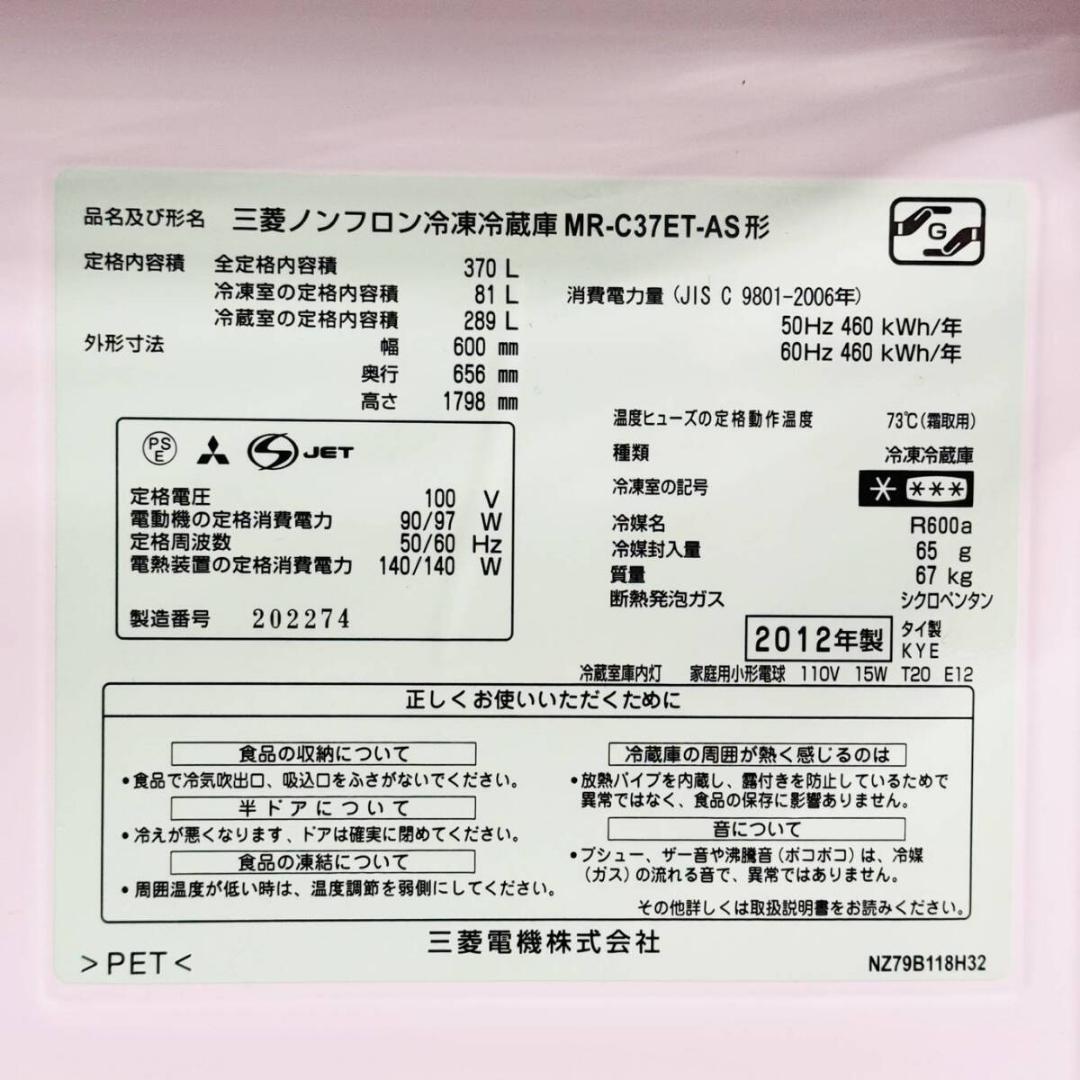 品名及び形名 三菱ノンフロン冷凍冷蔵庫 MR-C37ET-AS形
G
定格内容積 全定格内容積 370 L
冷凍室の定格内容積 81 L
冷蔵室の定格内容積 289 L
外形寸法 幅 600 mm
奥行 656 mm
高さ 1798 mm
消費電力量 (JIS C 9801-2006年)
50Hz 460 kWh/年
60Hz 460 kWh/年
PS E JET
定格電圧 100 V
電動機の定格消費電力 90/97 W
定格周波数 50/60 Hz
電熱装置の定格消費電力 140/140 W
製造番号 202274
温度ヒューズの定格動作温度 73℃(霜取用)
種類 冷凍冷蔵庫
冷凍室の記号 * ***
冷媒名 R600a
冷媒封入量 65 g
質量 67 kg
断熱発泡ガス シクロペンタン
2012年製 タイ製
KYE
冷蔵室庫内灯 家庭用小形電球 110V 15W T20 E12
正しくお使いいただくために
食品の収納について
•食品で冷気吹出口、吸込口をふさがないでください。
半ドアについて
•冷えが悪くなります、ドアは確実に閉めてください。
食品の凍結について
•周囲温度が低い時は、温度調節を弱側にしてください。
冷蔵庫の周囲が熱く感じるのは
•放熱パイプを内蔵し、露付きを防止しているためで
異常ではなく、食品の保存に影響ありません。
音について
•プシュー、ザー音や沸騰音(ポコポコ)は、冷媒
(ガス)の流れる音で、異常ではありません。
その他詳しくは取扱説明書をお読みください。
三菱電機株式会社
>PET<
NZ79B118H32